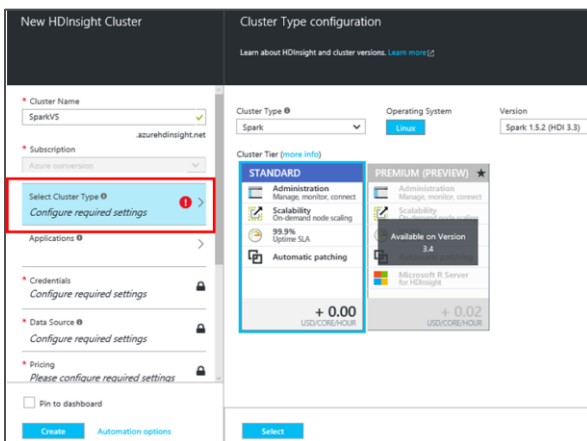 New HDInsight Cluster
* Cluster Name
SparkVS
.azurehdinsight.net
* Subscription
Azure conversion
Select Cluster Type
Configure required settings
Applications
* Credentials
Configure required settings
* Data Source
Configure required settings
* Pricing
Please configure required settings
Pin to dashboard
Create Automation options
Cluster Type configuration
Learn about HDInsight and cluster versions. Learn more
Cluster Type Operating System Version
Spark Linux Spark 1.5.2 (HDI 3.3)
Cluster Tier (more info)
STANDARD
Administration
Manage, monitor, connect
Scalability
On-demand node scaling
99.9%
Uptime SLA
Automatic patching
+ 0.00
USD/CORE/HOUR
PREMIUM (PREVIEW)
Administration
Manage, monitor, connect
Scalability
On-demand node scaling
Available on Version
3.4
Automatic patching
Microsoft R Server
for HDInsight
+ 0.02
USD/CORE/HOUR
Select